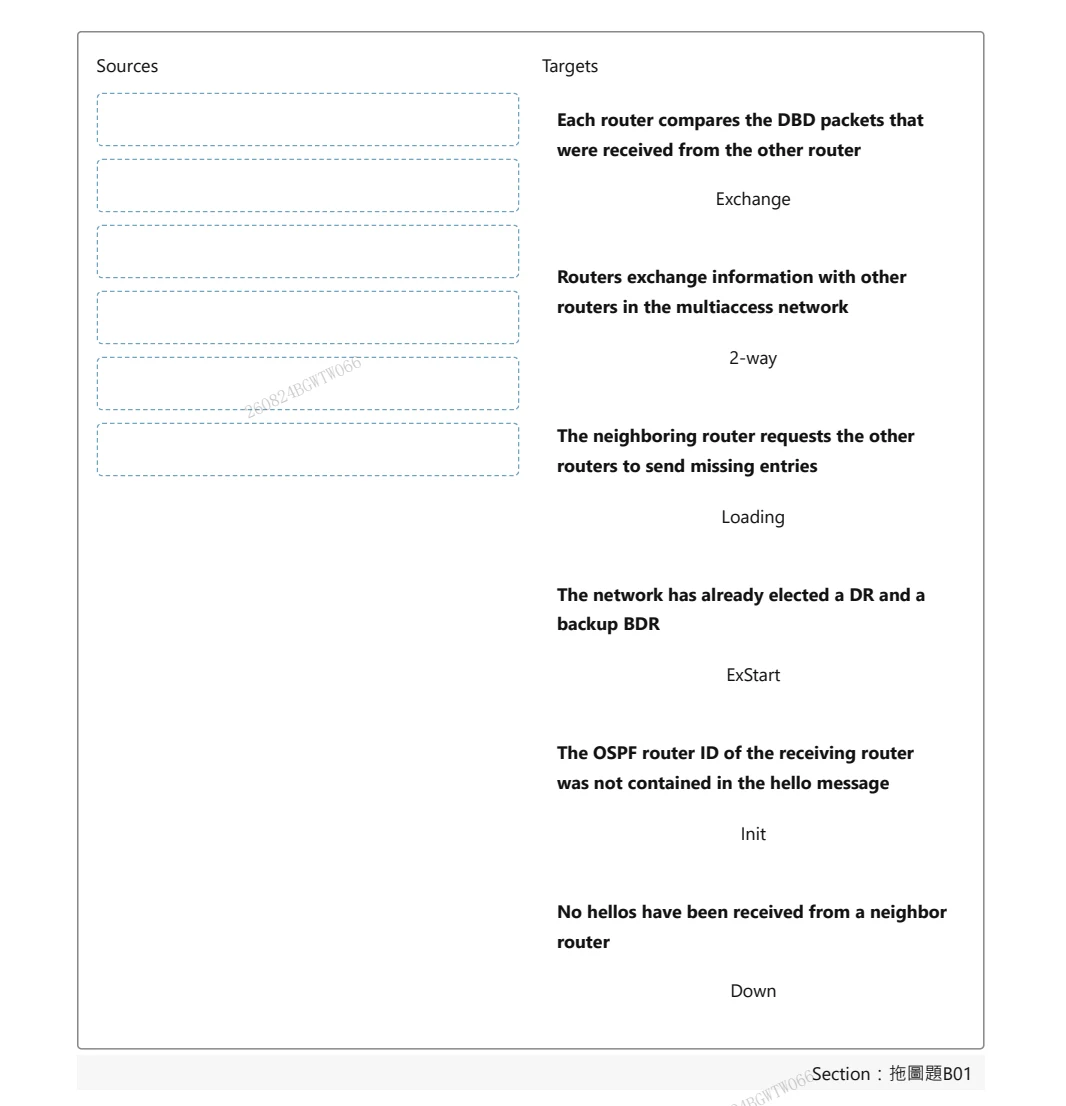 Sources
Targets
Each router compares the DBD packets that
were received from the other router
Exchange
Routers exchange information with other
routers in the multiaccess network
2-way
260824BGWTW066
The neighboring router requests the other
routers to send missing entries
Loading
The network has already elected a DR and a
backup BDR
ExStart
The OSPF router ID of the receiving router
was not contained in the hello message
Init
No hellos have been received from a neighbor
router
Down
Section：拖圖題B01
24BGWTW066